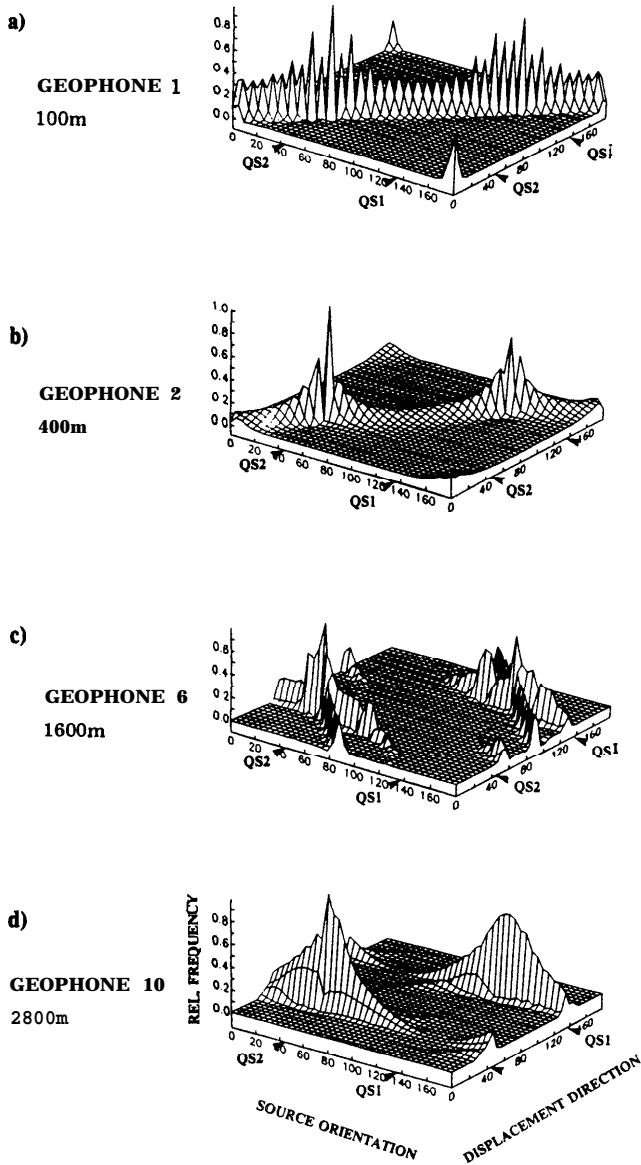 a)
GEOPHONE 1
100m
0.8
0.6
0.4
0.2
0.0
0 20 40 60 80 100 120 140 160
QS2
QS1
0 40 80 120 160
QS2
QS1
b)
GEOPHONE 2
400m
1.0
0.8
0.6
0.4
0.2
0.0
0 20 40 60 80 100 120 140 160
QS2
QS1
0 40 80 120 160
QS2
QS1
c)
GEOPHONE 6
1600m
0.8
0.6
0.4
0.2
0.0
0 20 40 60 80 100 120 140 160
QS2
QS1
0 40 80 120 160
QS2
QS1
d)
GEOPHONE 10
2800m
REL. FREQUENCY
0.8
0.6
0.4
0.2
0.0
0 20 40 60 80 100 120 140 160
QS2
QS1
0 40 80 120 160
QS2
QS1
SOURCE ORIENTATION
DISPLACEMENT DIRECTION